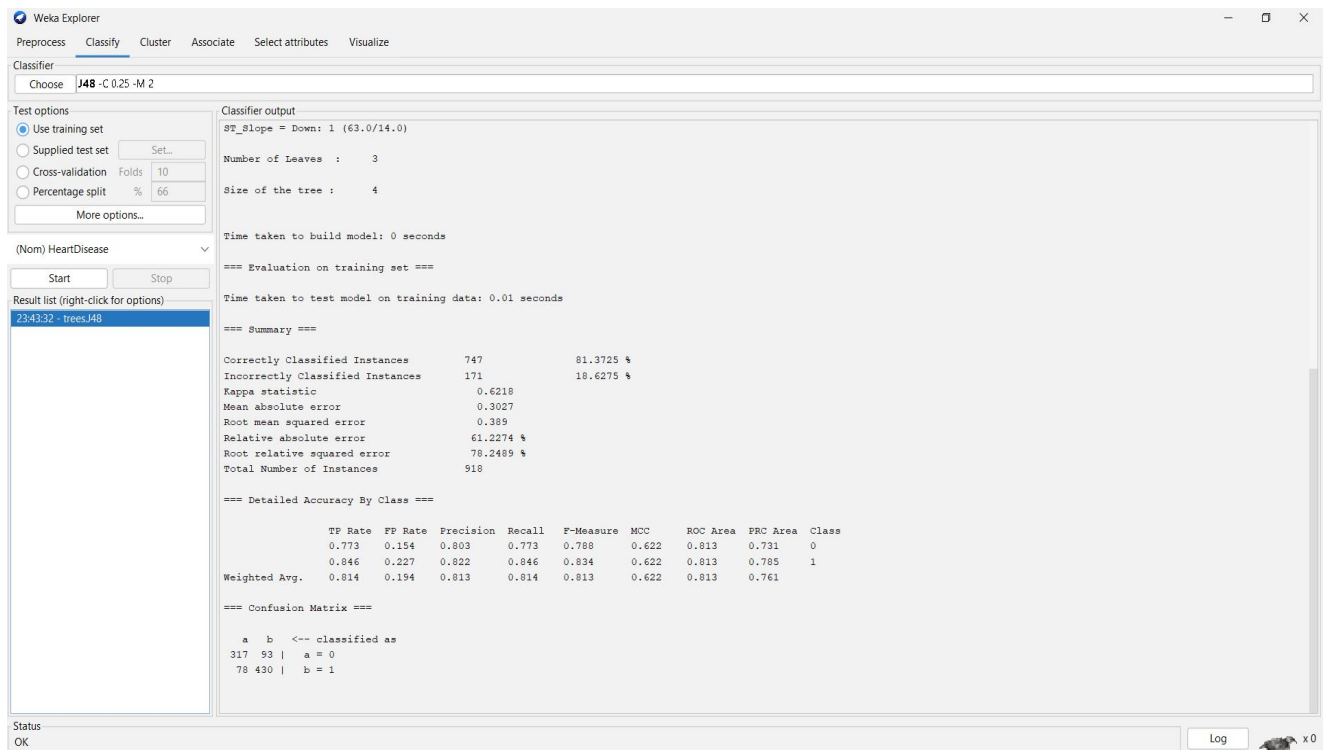 Weka Explorer
Preprocess Classify Cluster Associate Select attributes Visualize
Classifier
Choose J48 -C 0.25 -M 2
Test options
Use training set
Supplied test set Set...
Cross-validation Folds 10
Percentage split % 66
More options...
(Nom) HeartDisease
Start Stop
Result list (right-click for options)
23:43:32 - trees.J48
Classifier output
ST_Slope = Down: 1 (63.0/14.0)
Number of Leaves : 3
Size of the tree : 4
Time taken to build model: 0 seconds
=== Evaluation on training set ===
Time taken to test model on training data: 0.01 seconds
=== Summary ===
Correctly Classified Instances 747 81.3725 %
Incorrectly Classified Instances 171 18.6275 %
Kappa statistic 0.6218
Mean absolute error 0.3027
Root mean squared error 0.389
Relative absolute error 61.2274 %
Root relative squared error 78.2489 %
Total Number of Instances 918
=== Detailed Accuracy By Class ===
TP Rate FP Rate Precision Recall F-Measure MCC ROC Area PRC Area Class
0.773 0.154 0.803 0.773 0.788 0.622 0.813 0.731 0
0.846 0.227 0.822 0.846 0.834 0.622 0.813 0.785 1
Weighted Avg. 0.814 0.194 0.813 0.814 0.813 0.622 0.813 0.761
=== Confusion Matrix ===
a b <-- classified as
317 93 | a = 0
78 430 | b = 1
Status
OK
Log x 0